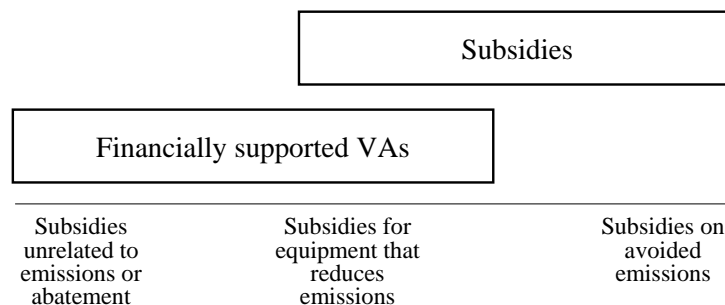 Subsidies
Financially supported VAs
Subsidies
unrelated to
emissions or
abatement
Subsidies for
equipment that
reduces
emissions
Subsidies on
avoided
emissions